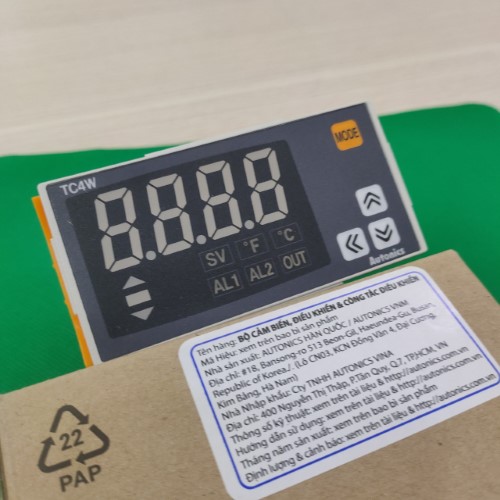 TC4W
MODE
8.8.8.8
SV °F °C
AL1 AL2 OUT
Autonics
Tên hàng: BỘ CẢM BIẾN, ĐIỀU KHIỂN & CÔNG TẮC ĐIỀU KHIỂN
Mã Hiệu: xem trên bao bì sản phẩm
Nhà sản xuất: AUTONICS HÀN QUỐC / AUTONICS VNM
Địa chỉ: #18, Bansong-ro 513 Beon-Gil, Haeundea-Gu, Busan,
Republic of Korea./ (Lô CN03, KCN Đồng Văn 4, Đại Cương,
Kim Bảng, Hà Nam)
Nhà Nhập khẩu: Cty TNHH AUTONICS VINA
Địa chỉ: 400 Nguyễn Thị Thập, P.Tân Quy, Q.7, TP.HCM, VN
Thông số kỹ thuật: xem trên tài liệu & http://autonics.com.vn
Hướng dẫn sử dụng: xem trên tài liệu & http://autonics.com.vn
Tháng năm sản xuất: xem trên bao bì sản phẩm
Định lượng & cảnh báo: xem trên tài liệu & http://autonics.com.vn
22
PAP